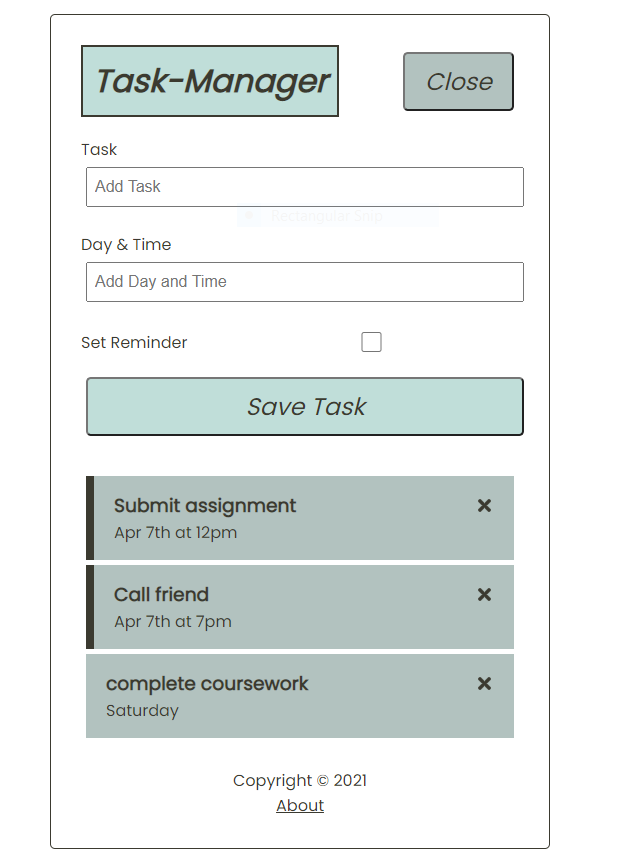 Task-Manager
Close
Task
Add Task
Rectangular Snip
Day & Time
Add Day and Time
Set Reminder
Save Task
Submit assignment
Apr 7th at 12pm
Call friend
Apr 7th at 7pm
complete coursework
Saturday
Copyright © 2021
About